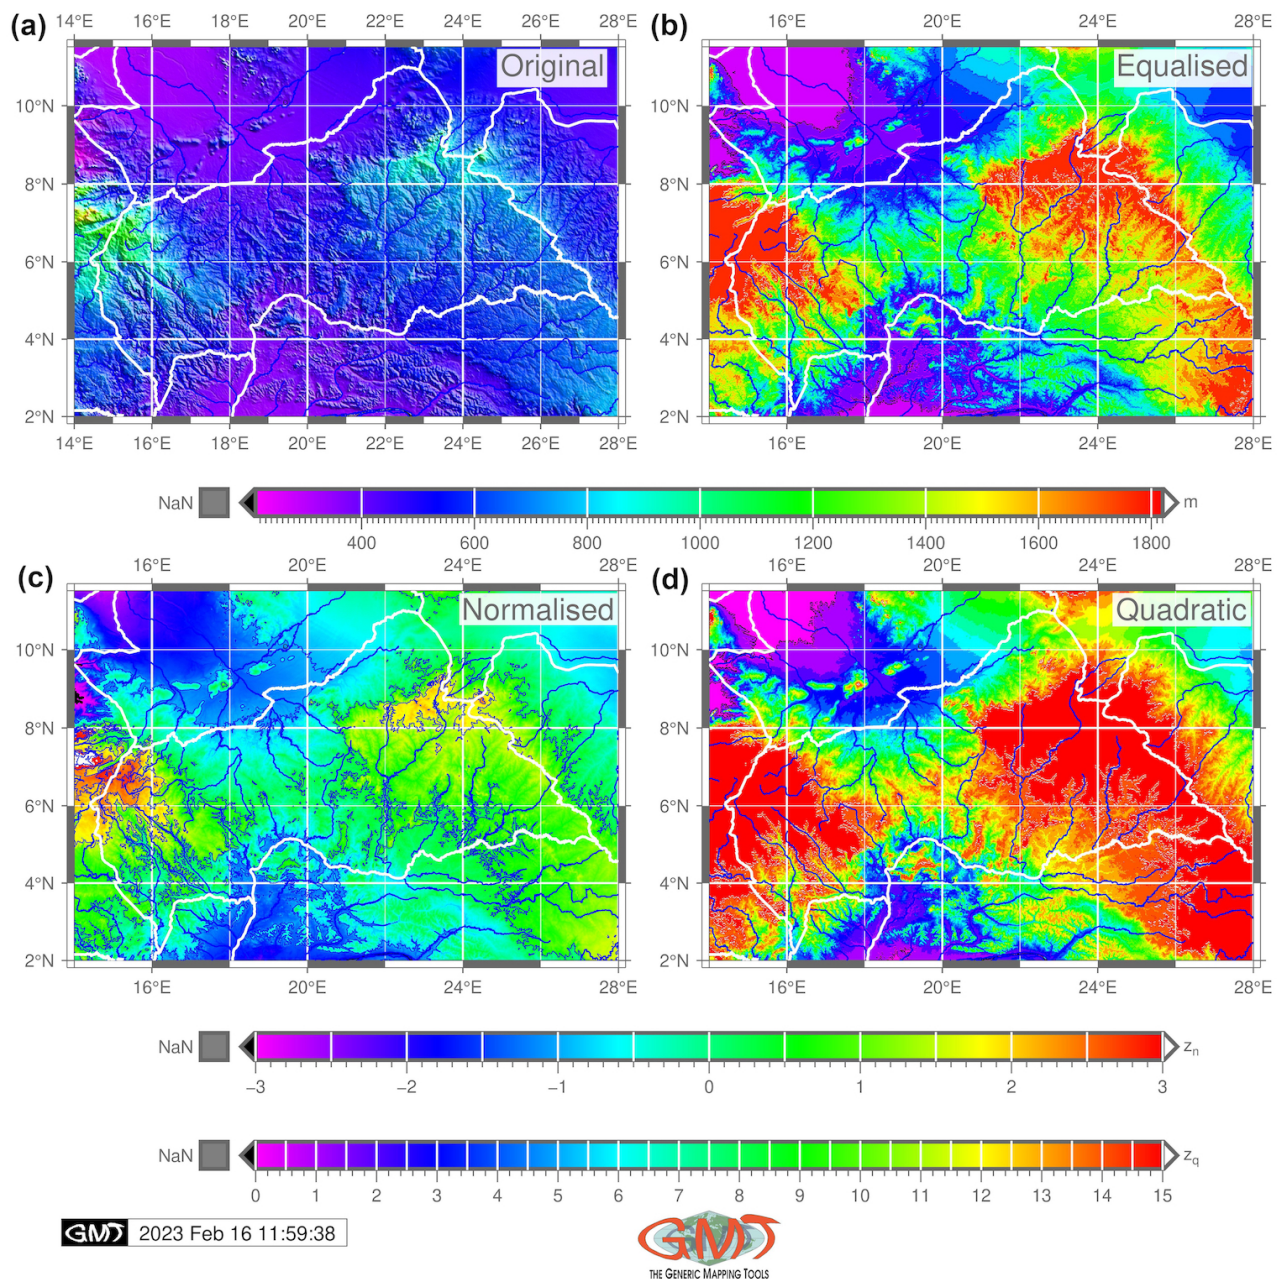 (a) 16°E 20°E 24°E 28°E (b) 16°E 20°E 24°E 28°E
14°E 16°E 18°E 20°E 22°E 24°E 26°E 28°E
Original
Equalised
10°N
8°N
6°N
4°N
2°N
10°N
8°N
6°N
4°N
2°N
14°E 16°E 18°E 20°E 22°E 24°E 26°E 28°E
16°E 20°E 24°E 28°E
NaN
m
400 600 800 1000 1200 1400 1600 1800
(c) 16°E 20°E 24°E 28°E (d) 16°E 20°E 24°E 28°E
Normalised
Quadratic
10°N
8°N
6°N
4°N
2°N
10°N
8°N
6°N
4°N
2°N
16°E 20°E 24°E 28°E
16°E 20°E 24°E 28°E
NaN
zn
−3 −2 −1 0 1 2 3
NaN
zq
0 1 2 3 4 5 6 7 8 9 10 11 12 13 14 15
GMT 2023 Feb 16 11:59:38
GMT
THE GENERIC MAPPING TOOLS